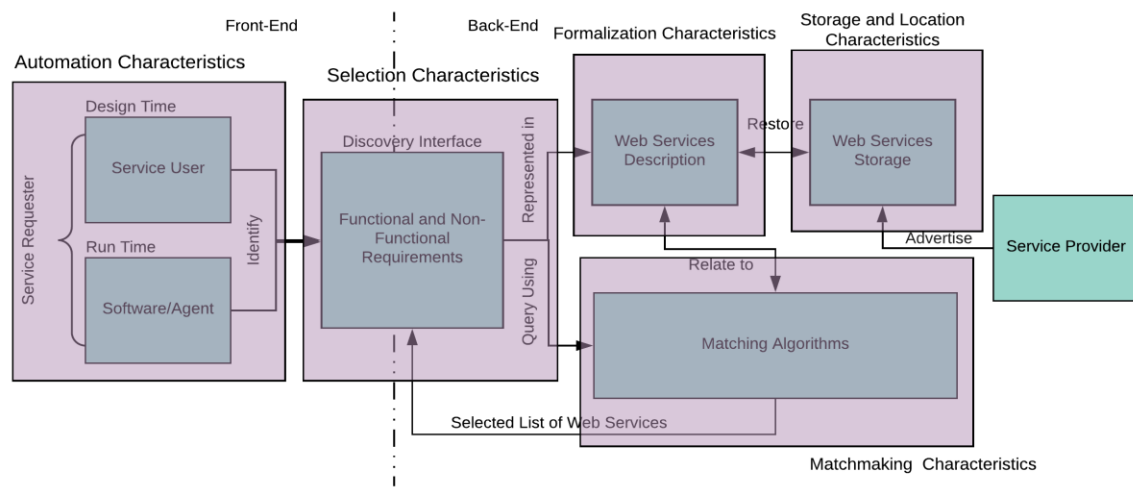 Front-End
Back-End
Formalization Characteristics
Storage and Location
Characteristics
Automation Characteristics
Selection Characteristics
Design Time
Service User
Run Time
Software/Agent
Service Requester
Identify
Discovery Interface
Functional and Non-
Functional
Requirements
Represented in
Query Using
Web Services
Description
Restore
Web Services
Storage
Advertise
Service Provider
Relate to
Matching Algorithms
Selected List of Web Services
Matchmaking Characteristics